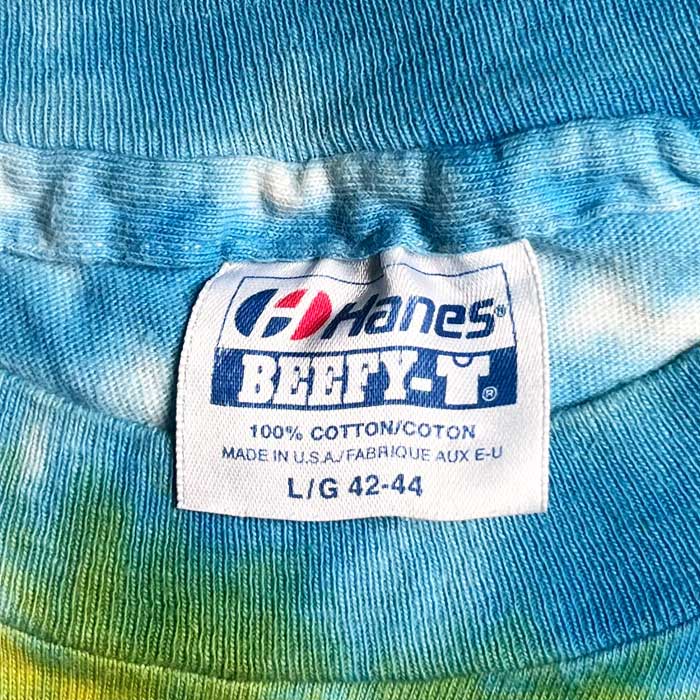 Hanes®
BEEFY-T®
100% COTTON/COTON
MADE IN U.S.A./FABRIQUE AUX E-U
L/G 42-44